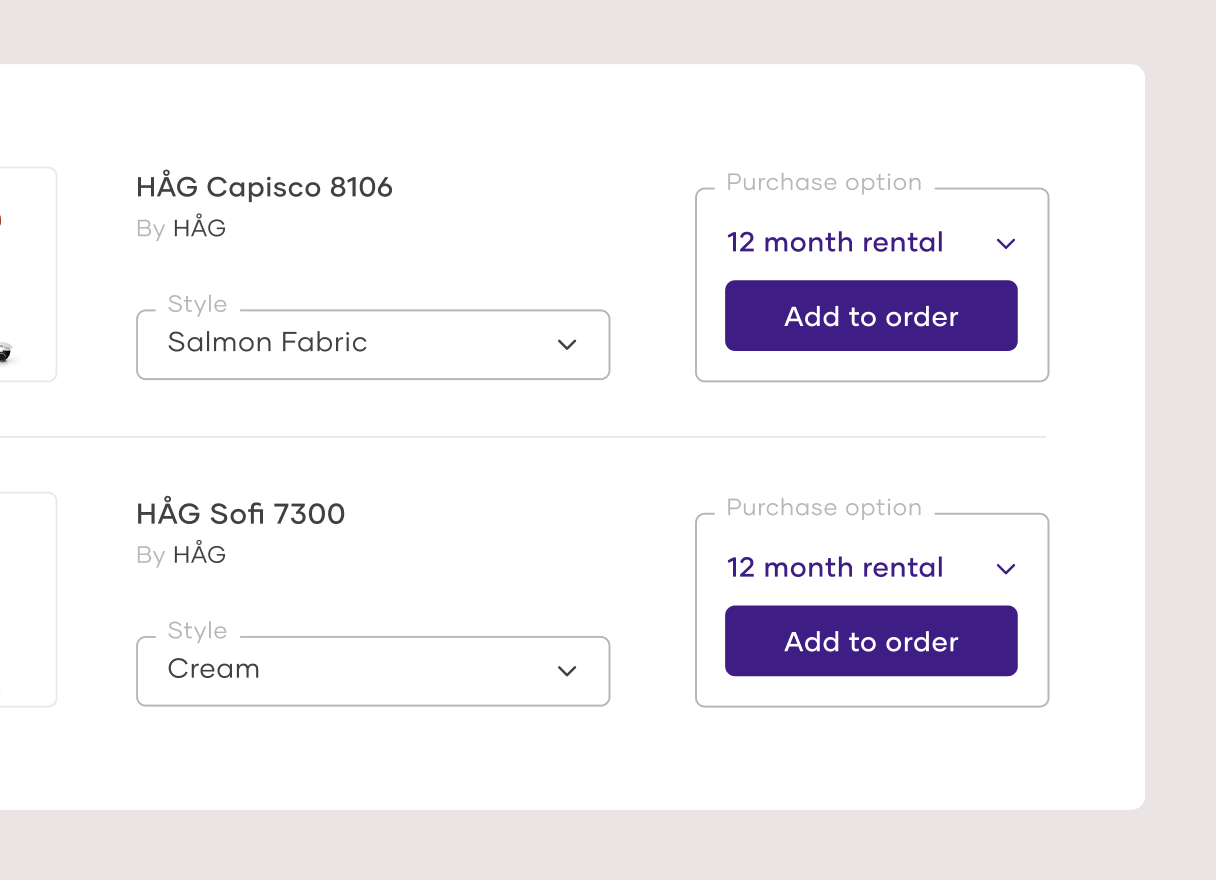 HÅG Capisco 8106
By HÅG
Style
Salmon Fabric
Purchase option
12 month rental
Add to order
HÅG Sofi 7300
By HÅG
Style
Cream
Purchase option
12 month rental
Add to order